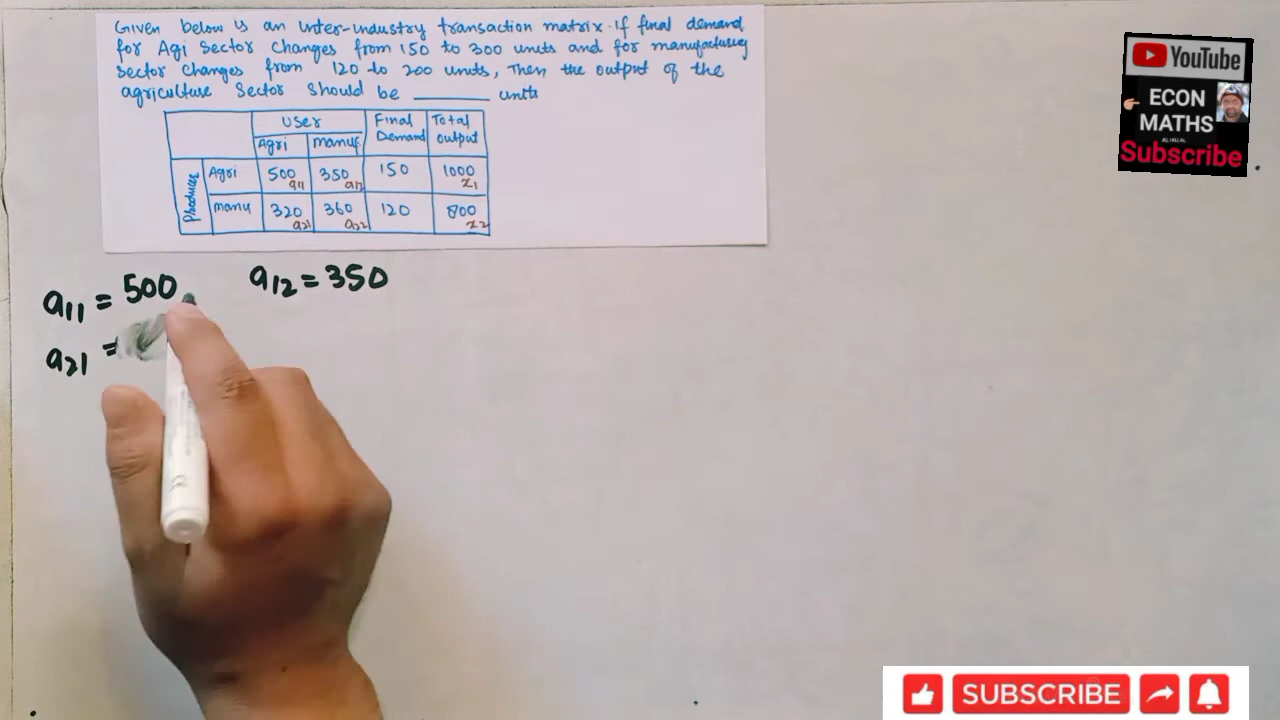 Given below is an inter-industry transaction matrix. If final demand
for Agi Sector Changes from 150 to 300 units and for manufacturing
Sector Changes from 120 to 200 units, Then the output of the
agriculture Sector should be ________ units
User Final Total
Agri manuf Demand output
Producer
Agri 500 350 150 1000
a11 a12 x1
manu 320 360 120 800
a21 a22 x2
a11 = 500 a12 = 350
a21 =
YouTube
ECON
MATHS
Subscribe
SUBSCRIBE